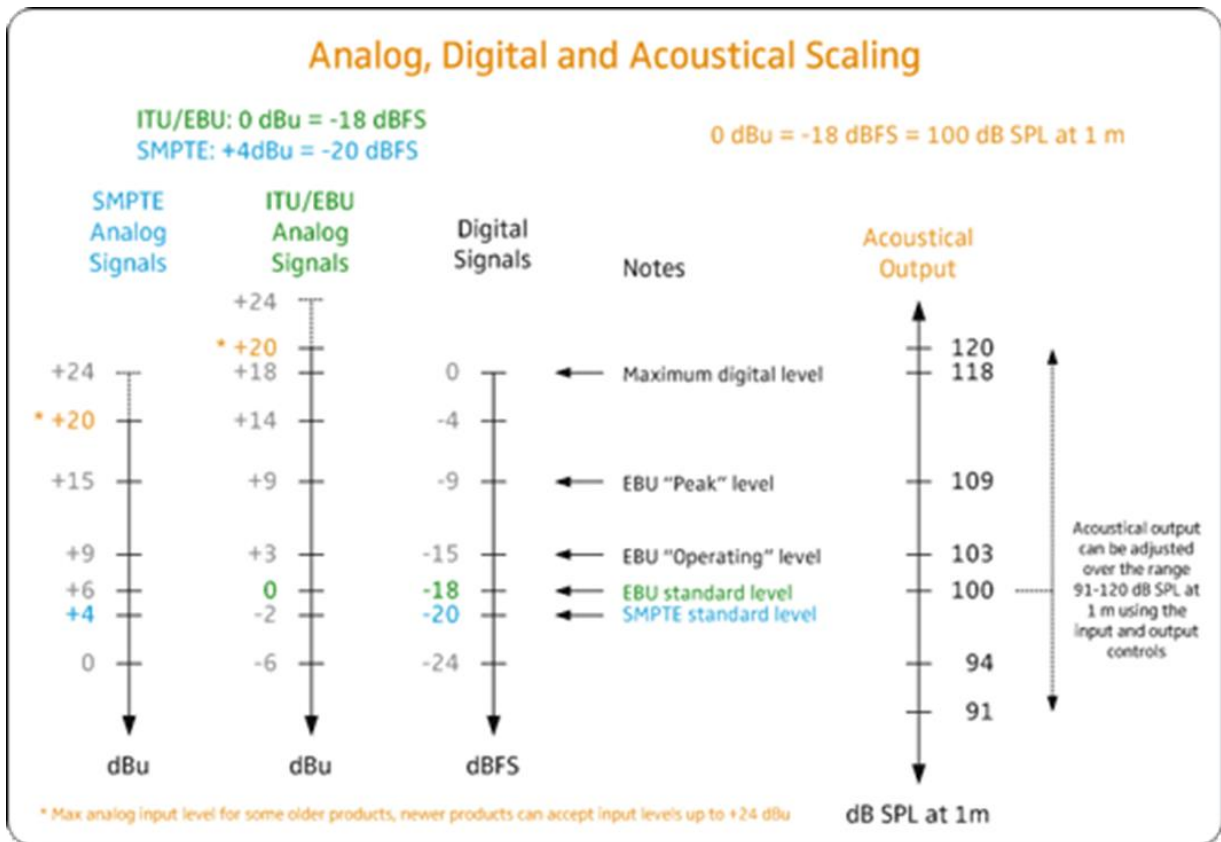 Analog, Digital and Acoustical Scaling
ITU/EBU: 0 dBu = -18 dBFS
SMPTE: +4dBu = -20 dBFS
0 dBu = -18 dBFS = 100 dB SPL at 1 m
SMPTE
Analog
Signals
+24
* +20
+15
+9
+6
+4
0
dBu
ITU/EBU
Analog
Signals
+24
* +20
+18
+14
+9
+3
0
-2
-6
dBu
Digital
Signals
0
-4
-9
-15
-18
-20
-24
dBFS
Notes
Maximum digital level
EBU "Peak" level
EBU "Operating" level
EBU standard level
SMPTE standard level
Acoustical
Output
120
118
109
103
100
94
91
dB SPL at 1m
Acoustical output
can be adjusted
over the range
91-120 dB SPL at
1 m using the
input and output
controls
* Max analog input level for some older products, newer products can accept input levels up to +24 dBu